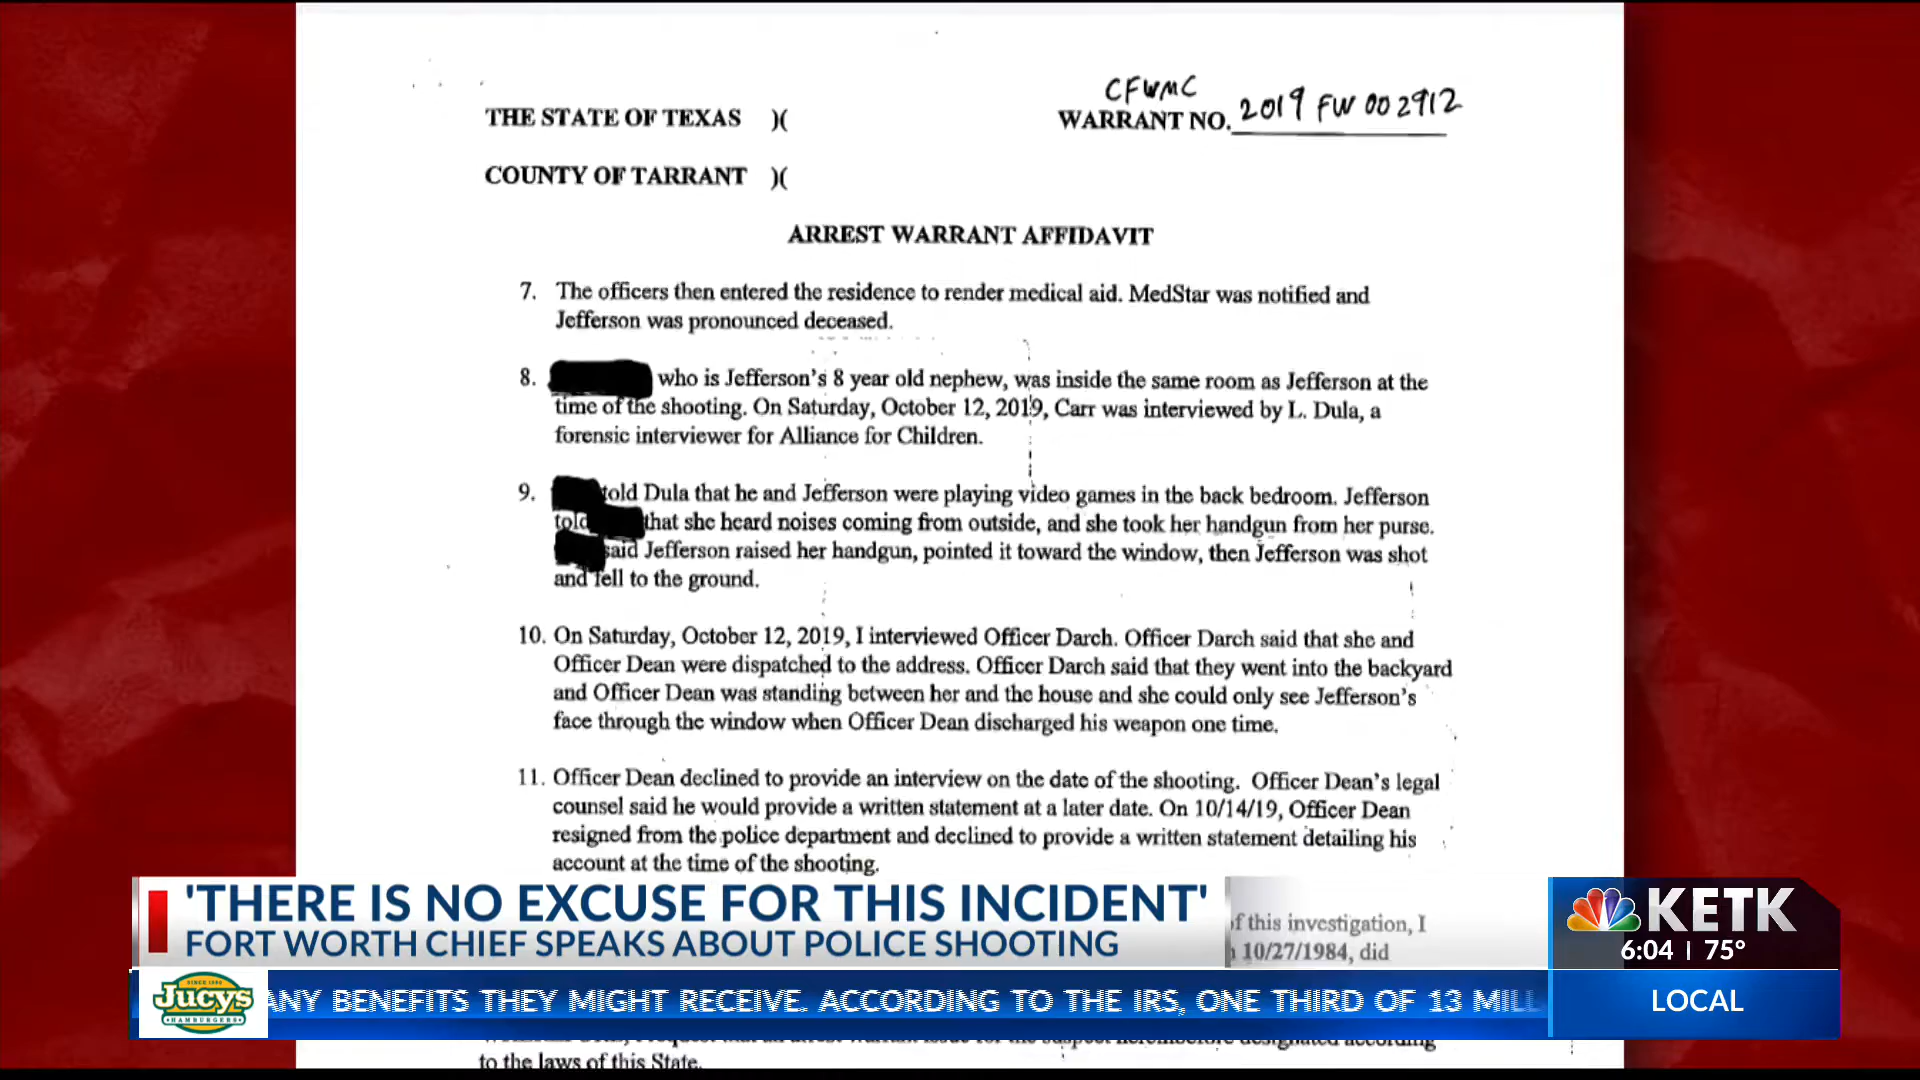 CFWMC
THE STATE OF TEXAS )(
WARRANT NO. 2019 FW 002912
COUNTY OF TARRANT )(
ARREST WARRANT AFFIDAVIT
7. The officers then entered the residence to render medical aid. MedStar was notified and
Jefferson was pronounced deceased.
8. who is Jefferson's 8 year old nephew, was inside the same room as Jefferson at the
time of the shooting. On Saturday, October 12, 2019, Carr was interviewed by L. Dula, a
forensic interviewer for Alliance for Children.
9. told Dula that he and Jefferson were playing video games in the back bedroom. Jefferson
told that she heard noises coming from outside, and she took her handgun from her purse.
said Jefferson raised her handgun, pointed it toward the window, then Jefferson was shot
and fell to the ground.
10. On Saturday, October 12, 2019, I interviewed Officer Darch. Officer Darch said that she and
Officer Dean were dispatched to the address. Officer Darch said that they went into the backyard
and Officer Dean was standing between her and the house and she could only see Jefferson's
face through the window when Officer Dean discharged his weapon one time.
11. Officer Dean declined to provide an interview on the date of the shooting. Officer Dean's legal
counsel said he would provide a written statement at a later date. On 10/14/19, Officer Dean
resigned from the police department and declined to provide a written statement detailing his
account at the time of the shooting.
of this investigation, I
10/27/1984, did
'THERE IS NO EXCUSE FOR THIS INCIDENT'
FORT WORTH CHIEF SPEAKS ABOUT POLICE SHOOTING
KETK
6:04 | 75°
LOCAL
SINCE 1980
Jucys
HAMBURGERS
ANY BENEFITS THEY MIGHT RECEIVE. ACCORDING TO THE IRS, ONE THIRD OF 13 MILL
to the laws of this State.